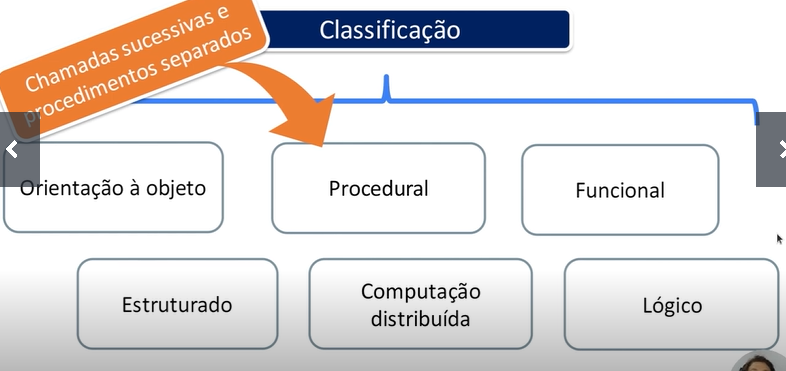 Classificação
Chamadas sucessivas e
procedimentos separados
Orientação à objeto
Procedural
Funcional
Estruturado
Computação
distribuída
Lógico